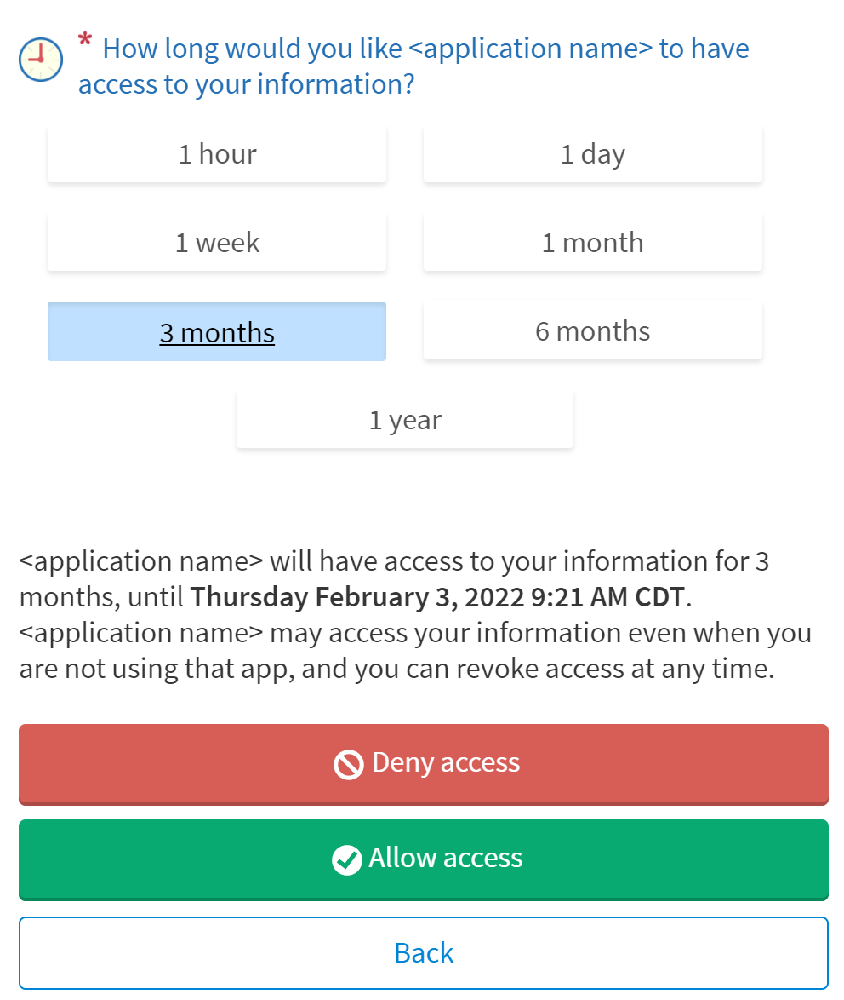 * How long would you like <application name> to have
access to your information?
1 hour
1 day
1 week
1 month
3 months
6 months
1 year
<application name> will have access to your information for 3
months, until Thursday February 3, 2022 9:21 AM CDT.
<application name> may access your information even when you
are not using that app, and you can revoke access at any time.
Deny access
Allow access
Back